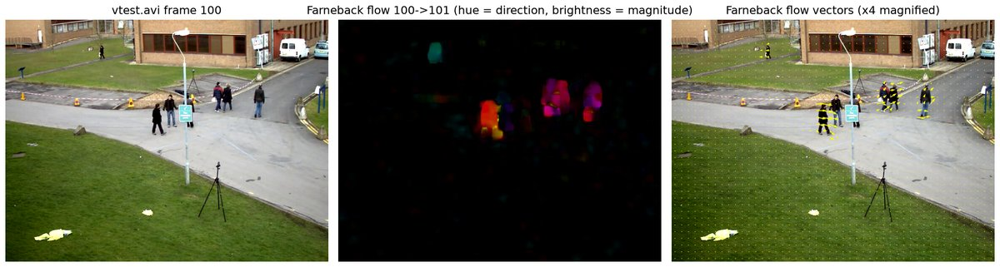 vtest.avi frame 100
Farneback flow 100->101 (hue = direction, brightness = magnitude)
Farneback flow vectors (x4 magnified)